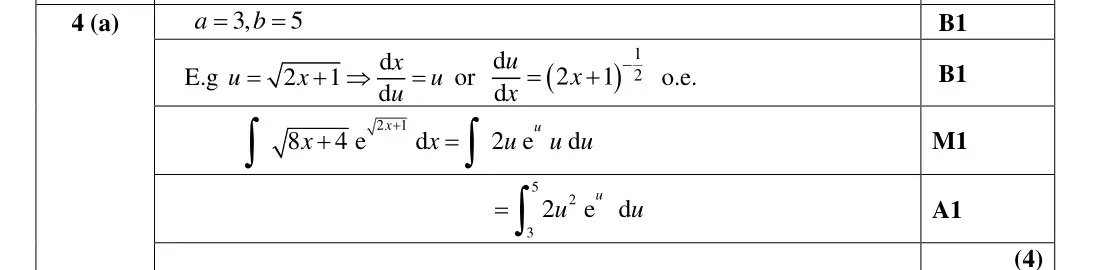 4 (a) a = 3, b = 5 B1
E.g u = √(2x+1) ⇒ dx/du = u or du/dx = (2x+1)^(−1/2) o.e. B1
∫ √(8x+4) e^(√(2x+1)) dx = ∫ 2u e^u u du M1
= ∫_3^5 2u^2 e^u du A1
(4)